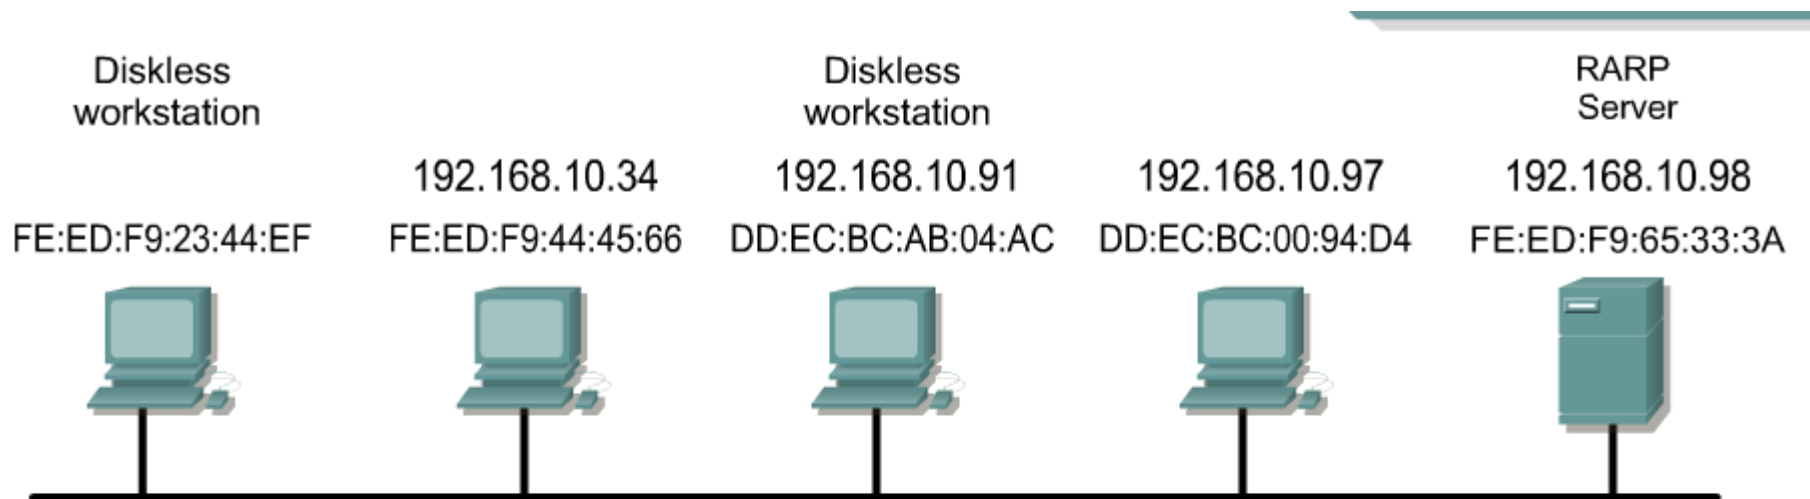 Diskless
workstation
Diskless
workstation
RARP
Server
192.168.10.34
192.168.10.91
192.168.10.97
192.168.10.98
FE:ED:F9:23:44:EF
FE:ED:F9:44:45:66
DD:EC:BC:AB:04:AC
DD:EC:BC:00:94:D4
FE:ED:F9:65:33:3A